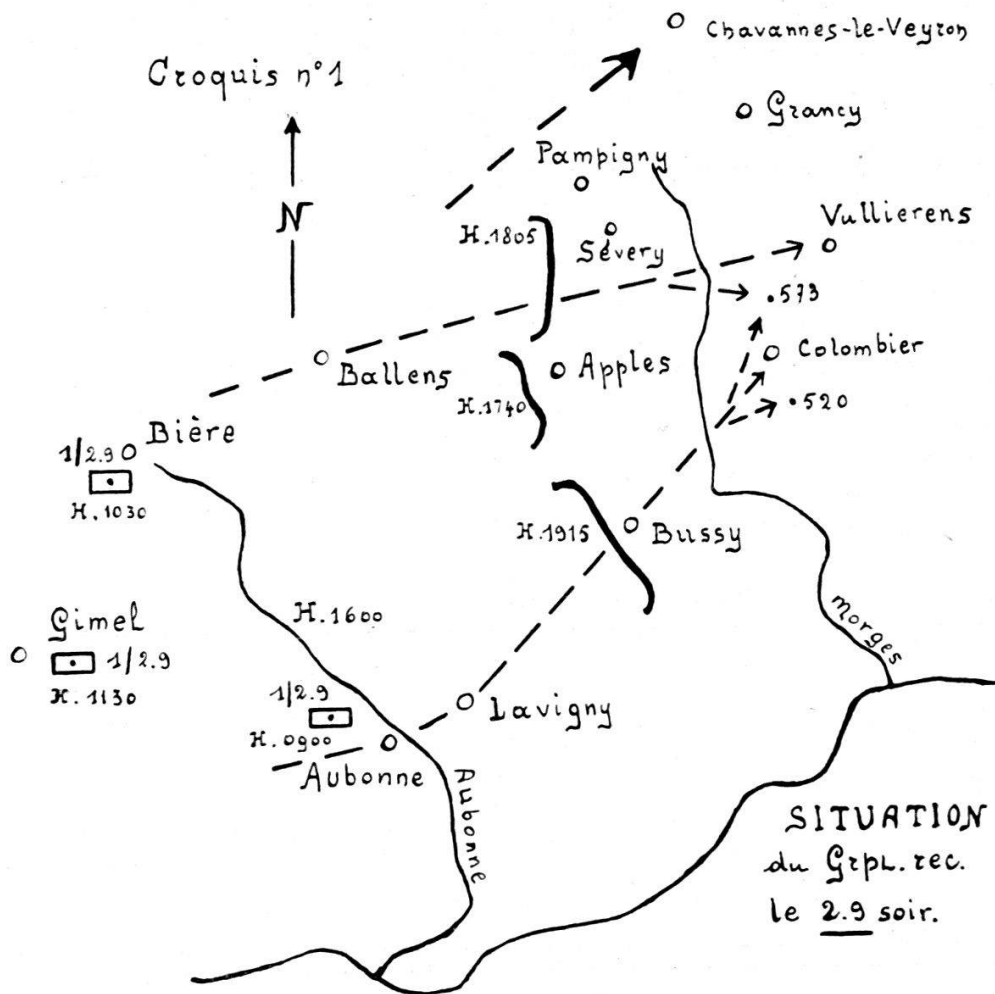 Chavannes-le-Veyron
Croquis n°1
Grancy
Pampigny
N
Vullierens
H.1805
Sévery
.573
Colombier
Ballens
Apples
H.1740
.520
Bière
1/2.9
H.1030
H.1915
Bussy
H.1600
Gimel
1/2.9
H.1130
Morges
1/2.9
H.0900
Lavigny
Aubonne
Aubonne
SITUATION
du Grpt. rec.
le 2.9 soir.